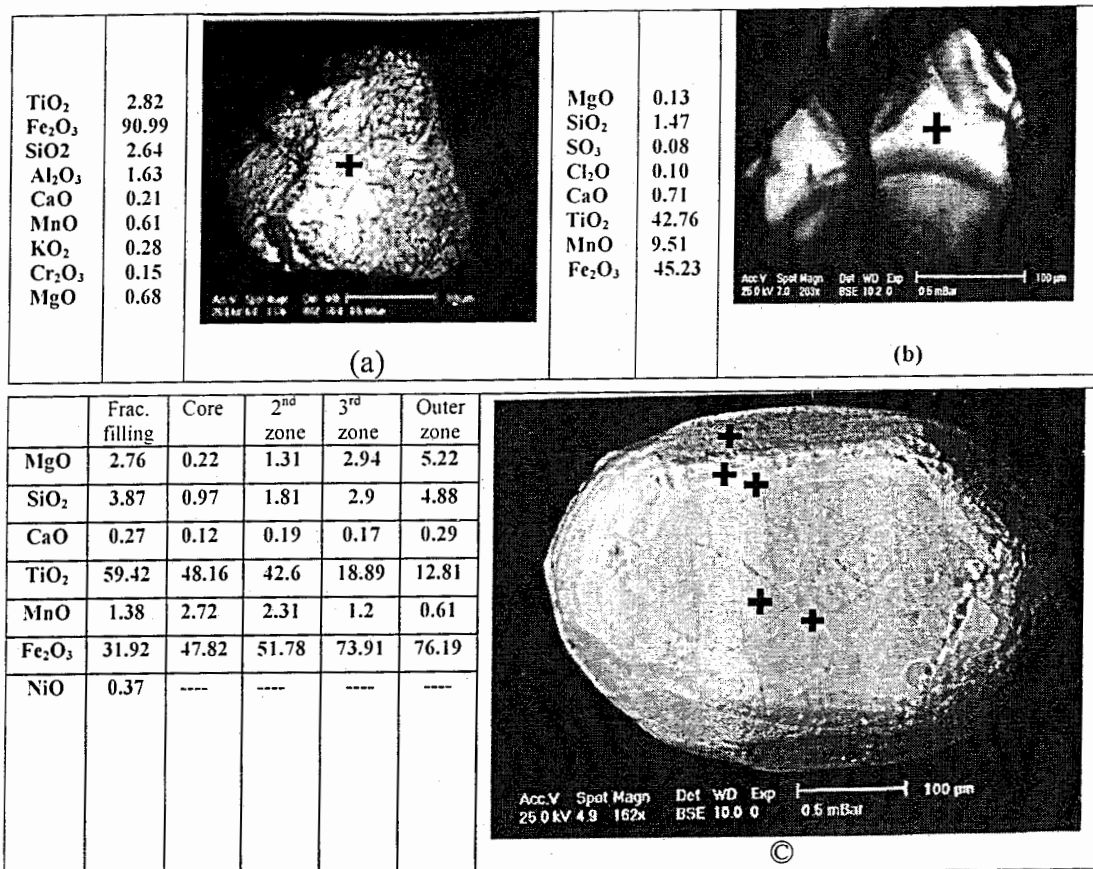 TiO2 2.82
Fe2O3 90.99
SiO2 2.64
Al2O3 1.63
CaO 0.21
MnO 0.61
KO2 0.28
Cr2O3 0.15
MgO 0.68
(a)
MgO 0.13
SiO2 1.47
SO3 0.08
Cl2O 0.10
CaO 0.71
TiO2 42.76
MnO 9.51
Fe2O3 45.23
Acc.V Spot Magn Det WD Exp 100 µm
25.0 kV 7.0 203x BSE 10.2 0 0.5 mBar
(b)
Frac. filling Core 2nd zone 3rd zone Outer zone
MgO 2.76 0.22 1.31 2.94 5.22
SiO2 3.87 0.97 1.81 2.9 4.88
CaO 0.27 0.12 0.19 0.17 0.29
TiO2 59.42 48.16 42.6 18.89 12.81
MnO 1.38 2.72 2.31 1.2 0.61
Fe2O3 31.92 47.82 51.78 73.91 76.19
NiO 0.37 ---- ---- ---- ----
Acc.V Spot Magn Det WD Exp 100 µm
25.0 kV 4.9 162x BSE 10.0 0 0.5 mBar
©